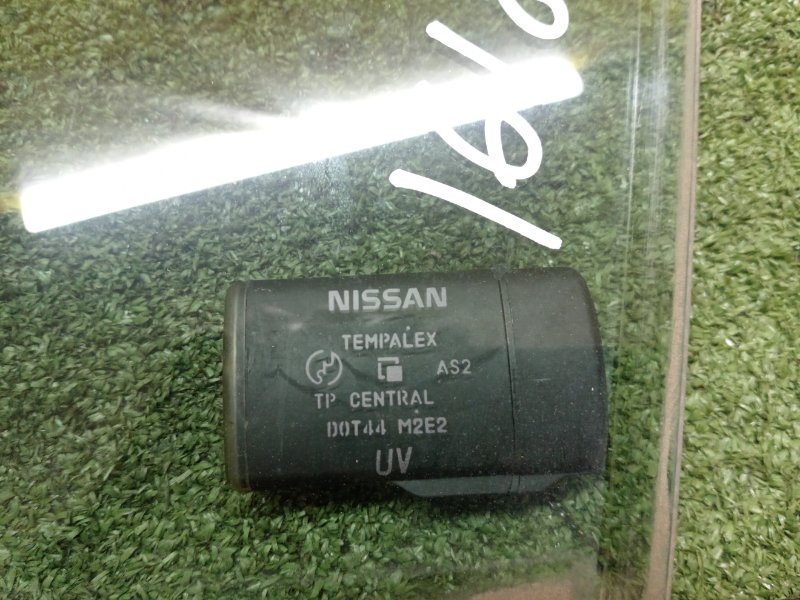 NISSAN
TEMPALEX
AS2
TP CENTRAL
DOT44 M2E2
UV